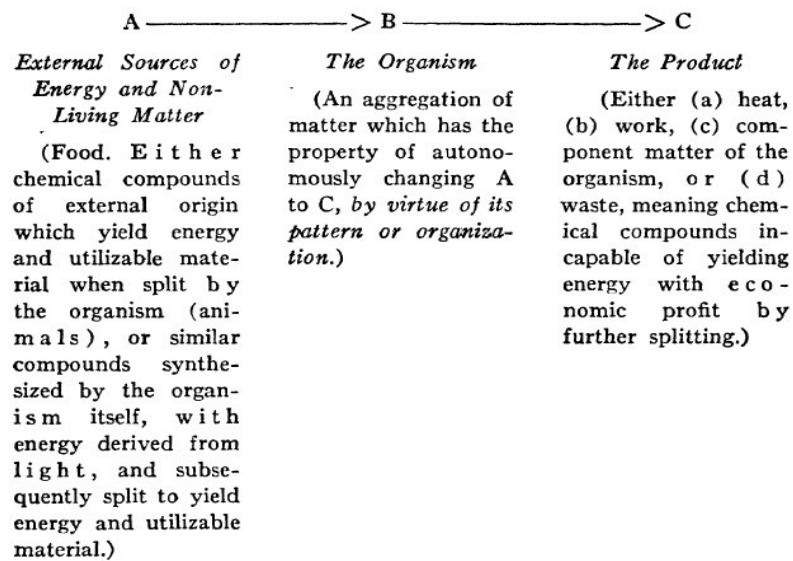 A ————————> B ————————> C
External Sources of
Energy and Non-
Living Matter
(Food. Either
chemical compounds
of external origin
which yield energy
and utilizable mate-
rial when split by
the organism (ani-
mals), or similar
compounds synthe-
sized by the organ-
ism itself, with
energy derived from
light, and subse-
quently split to yield
energy and utilizable
material.)
The Organism
(An aggregation of
matter which has the
property of autono-
mously changing A
to C, by virtue of its
pattern or organiza-
tion.)
The Product
(Either (a) heat,
(b) work, (c) com-
ponent matter of the
organism, or (d)
waste, meaning chem-
ical compounds in-
capable of yielding
energy with eco-
nomic profit by
further splitting.)